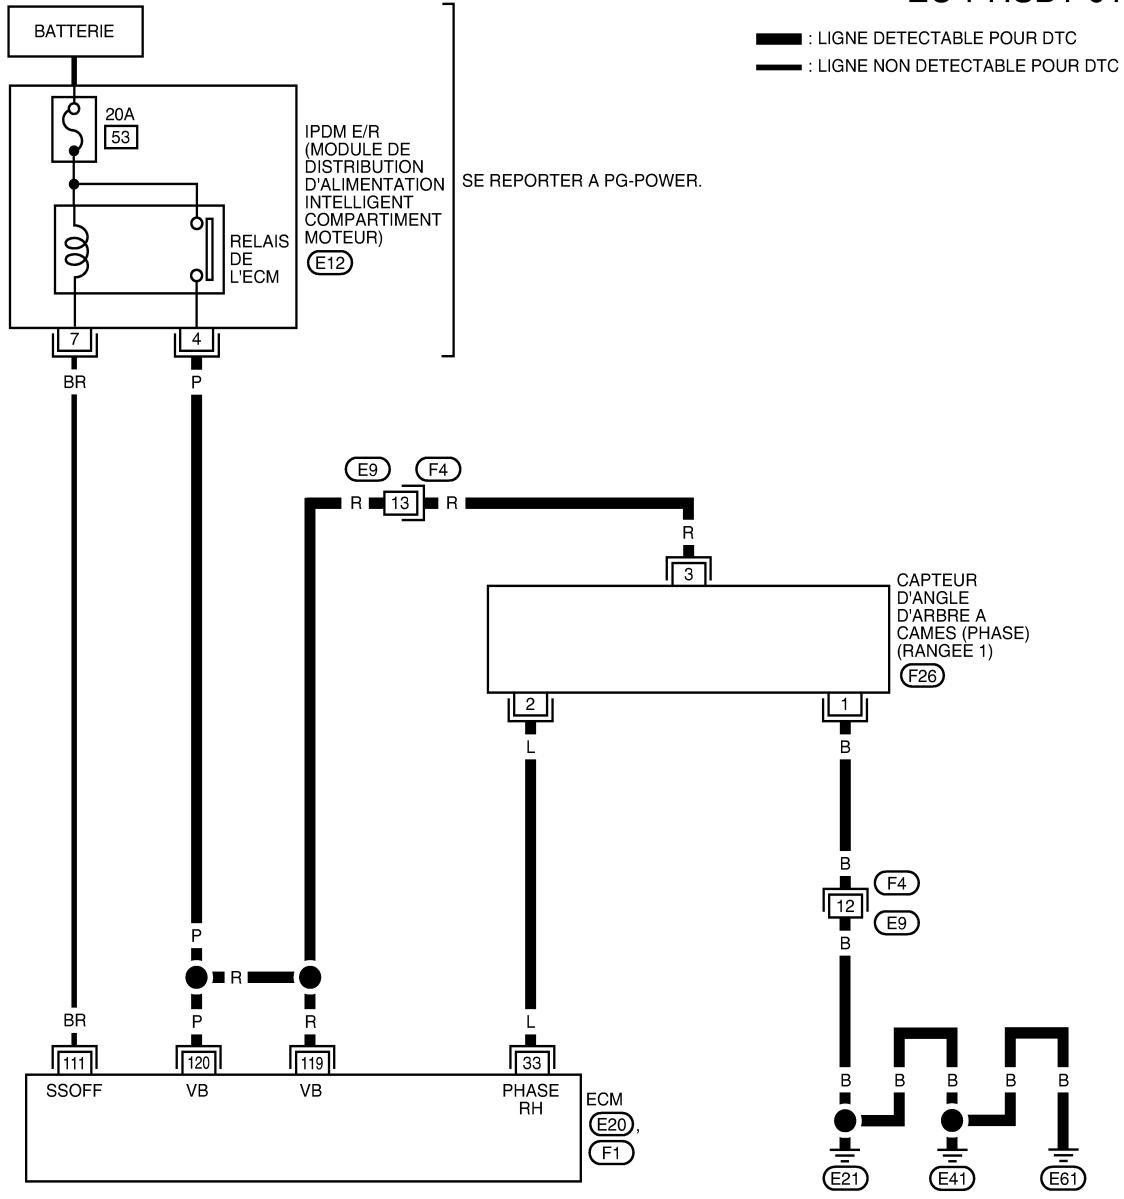 BATTERIE
: LIGNE DETECTABLE POUR DTC
: LIGNE NON DETECTABLE POUR DTC
20A
53
IPDM E/R
(MODULE DE
DISTRIBUTION
D'ALIMENTATION
INTELLIGENT
COMPARTIMENT
MOTEUR)
E12
SE REPORTER A PG-POWER.
RELAIS
DE
L'ECM
7
4
BR
P
E9
F4
R
13
R
R
3
CAPTEUR
D'ANGLE
D'ARBRE A
CAMES (PHASE)
(RANGEE 1)
F26
2
1
L
B
B
F4
12
E9
B
P
R
BR
P
R
L
111
120
119
33
SSOFF
VB
VB
PHASE
RH
ECM
E20,
F1
B
B
B
B
B
E21
E41
E61